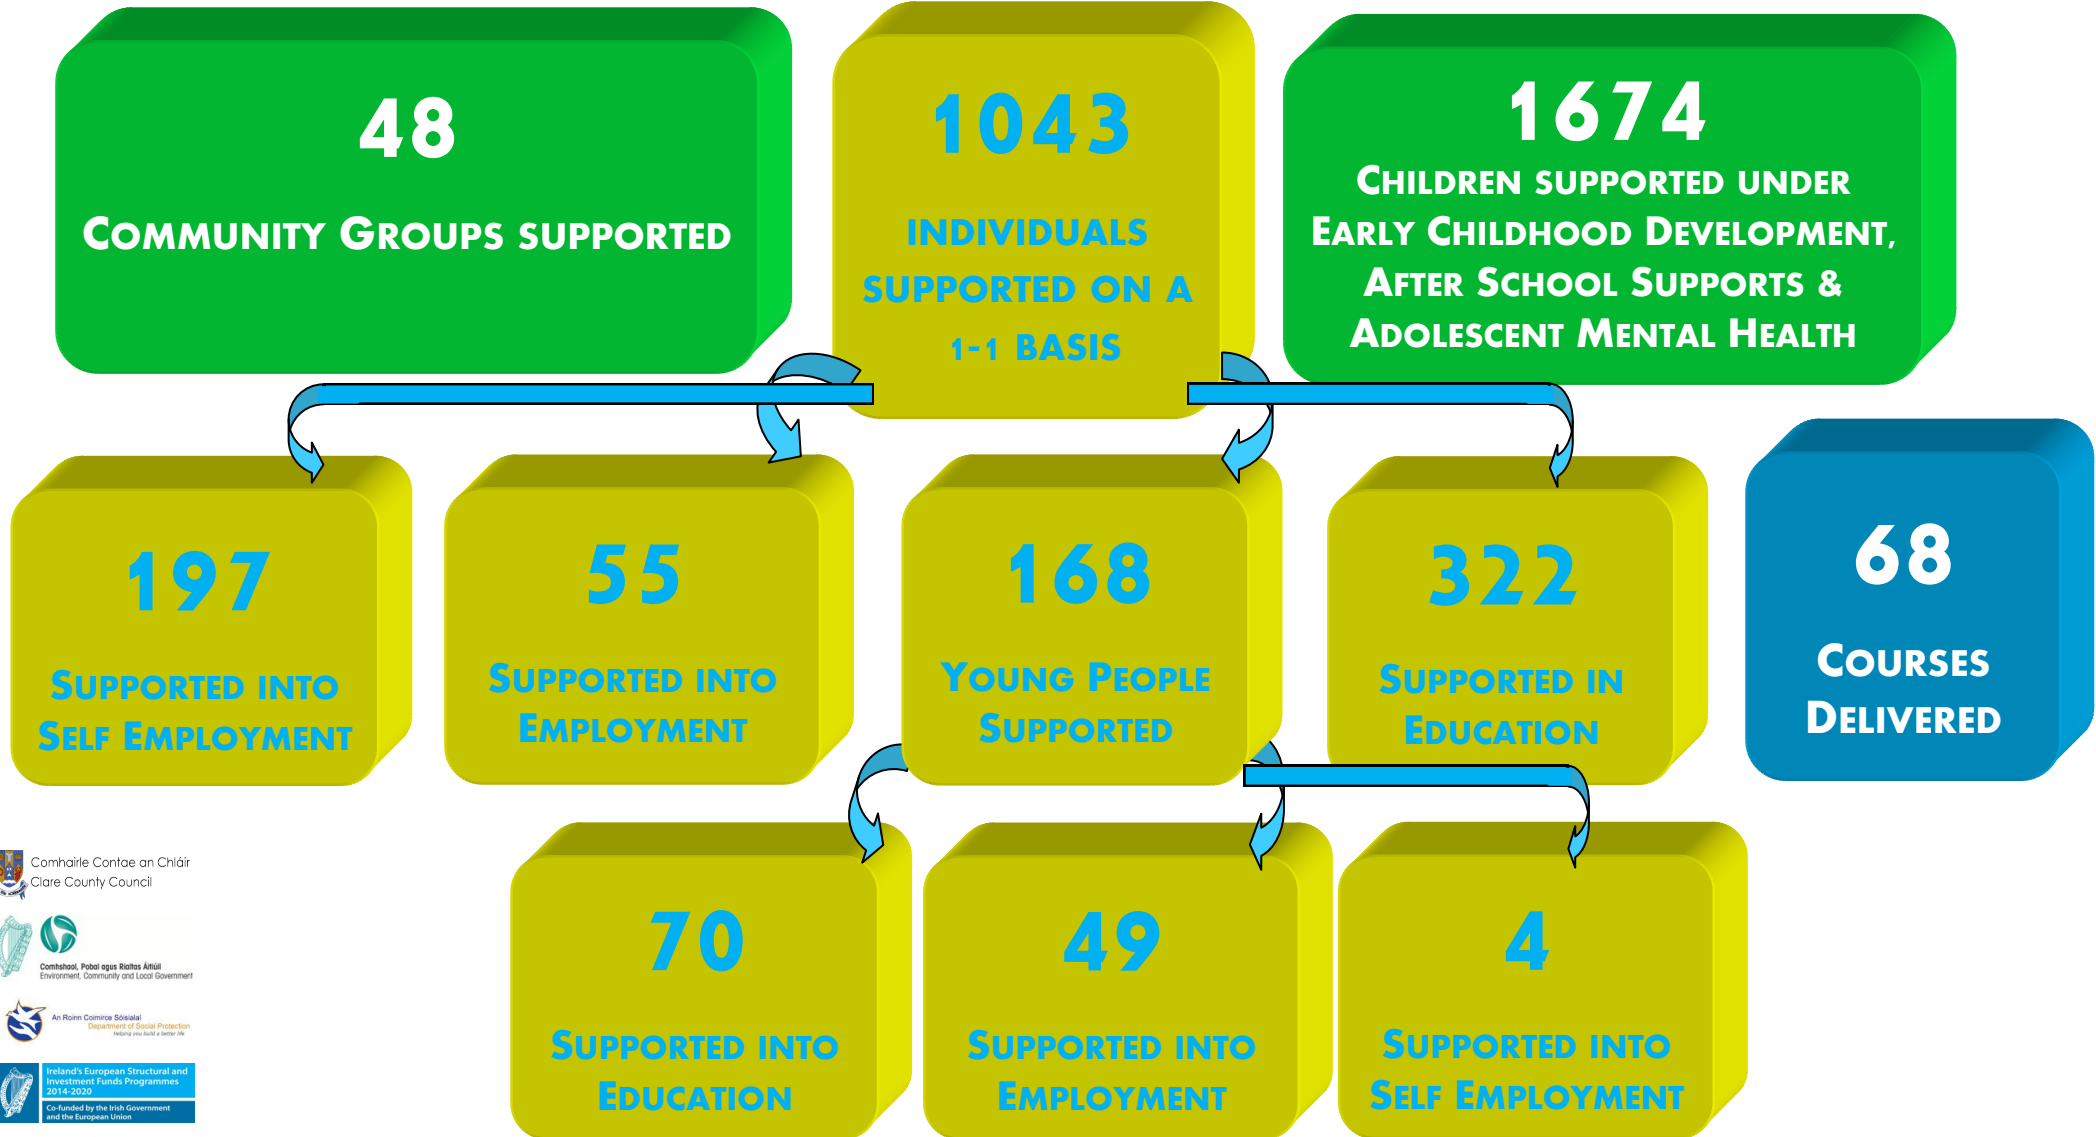 48
COMMUNITY GROUPS SUPPORTED
1043
INDIVIDUALS
SUPPORTED ON A
1-1 BASIS
1674
CHILDREN SUPPORTED UNDER
EARLY CHILDHOOD DEVELOPMENT,
AFTER SCHOOL SUPPORTS &
ADOLESCENT MENTAL HEALTH
197
SUPPORTED INTO
SELF EMPLOYMENT
55
SUPPORTED INTO
EMPLOYMENT
168
YOUNG PEOPLE
SUPPORTED
322
SUPPORTED IN
EDUCATION
68
COURSES
DELIVERED
70
SUPPORTED INTO
EDUCATION
49
SUPPORTED INTO
EMPLOYMENT
4
SUPPORTED INTO
SELF EMPLOYMENT
Comhairle Contae an Chláir
Clare County Council
Comhshaol, Pobal agus Rialtas Áitiúil
Environment, Community and Local Government
An Roinn Coimirce Sóisialaí
Department of Social Protection
Helping you build a better life
Ireland's European Structural and
Investment Funds Programmes
2014-2020
Co-funded by the Irish Government
and the European Union